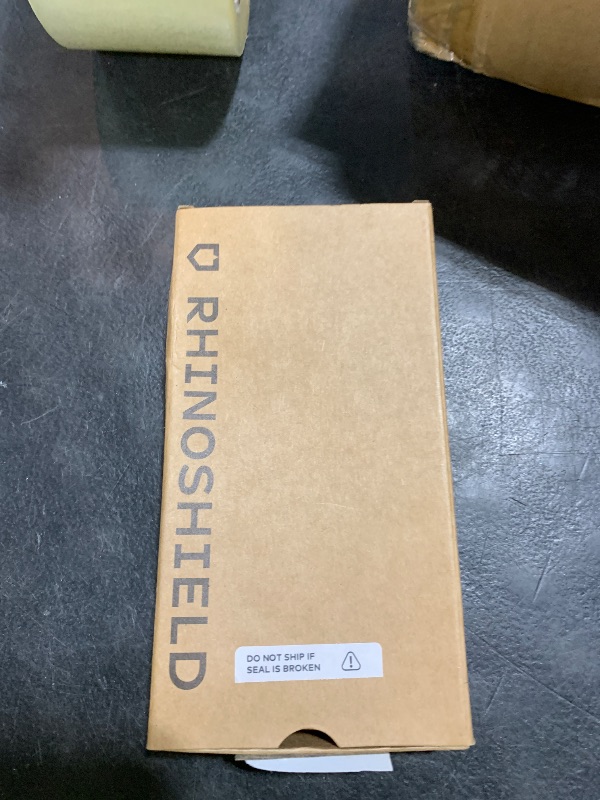 RHINOSHIELD
DO NOT SHIP IF
SEAL IS BROKEN